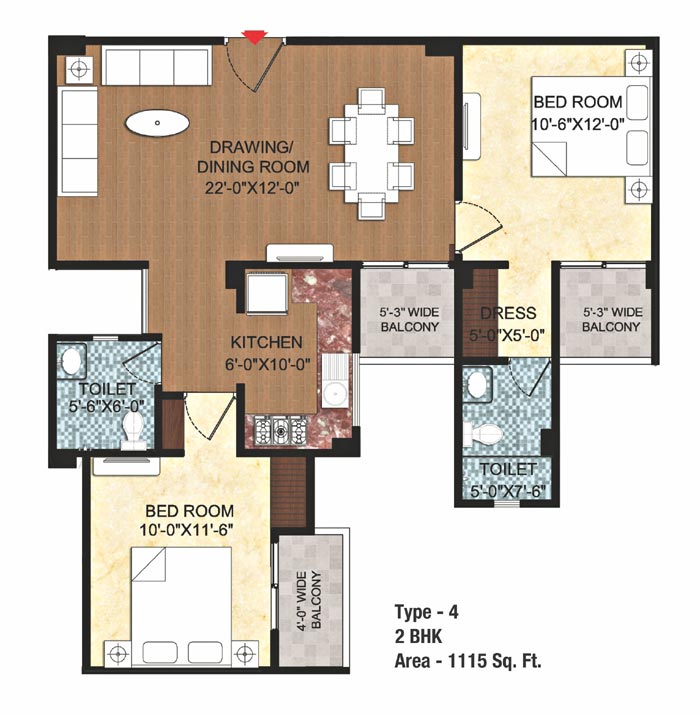 DRAWING/
DINING ROOM
22'-0"X12'-0"
BED ROOM
10'-6"X12'-0"
5'-3" WIDE
BALCONY
DRESS
5'-0"X5'-0"
5'-3" WIDE
BALCONY
KITCHEN
6'-0"X10'-0"
TOILET
5'-6"X6'-0"
TOILET
5'-0"X7'-6"
BED ROOM
10'-0"X11'-6"
4'-0" WIDE
BALCONY
Type - 4
2 BHK
Area - 1115 Sq. Ft.